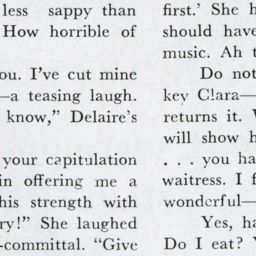 less sappy than
How horrible of
ou. I've cut mine
—a teasing laugh.
know," Delaire's
your capitulation
in offering me a
his strength with
ry!" She laughed
-committal. "Give
first.' She h
should have
music. Ah t
Do not
key Clara—
returns it. W
will show h
. . . you ha
waitress. I f
wonderful—
Yes, ha
Do I eat? Y